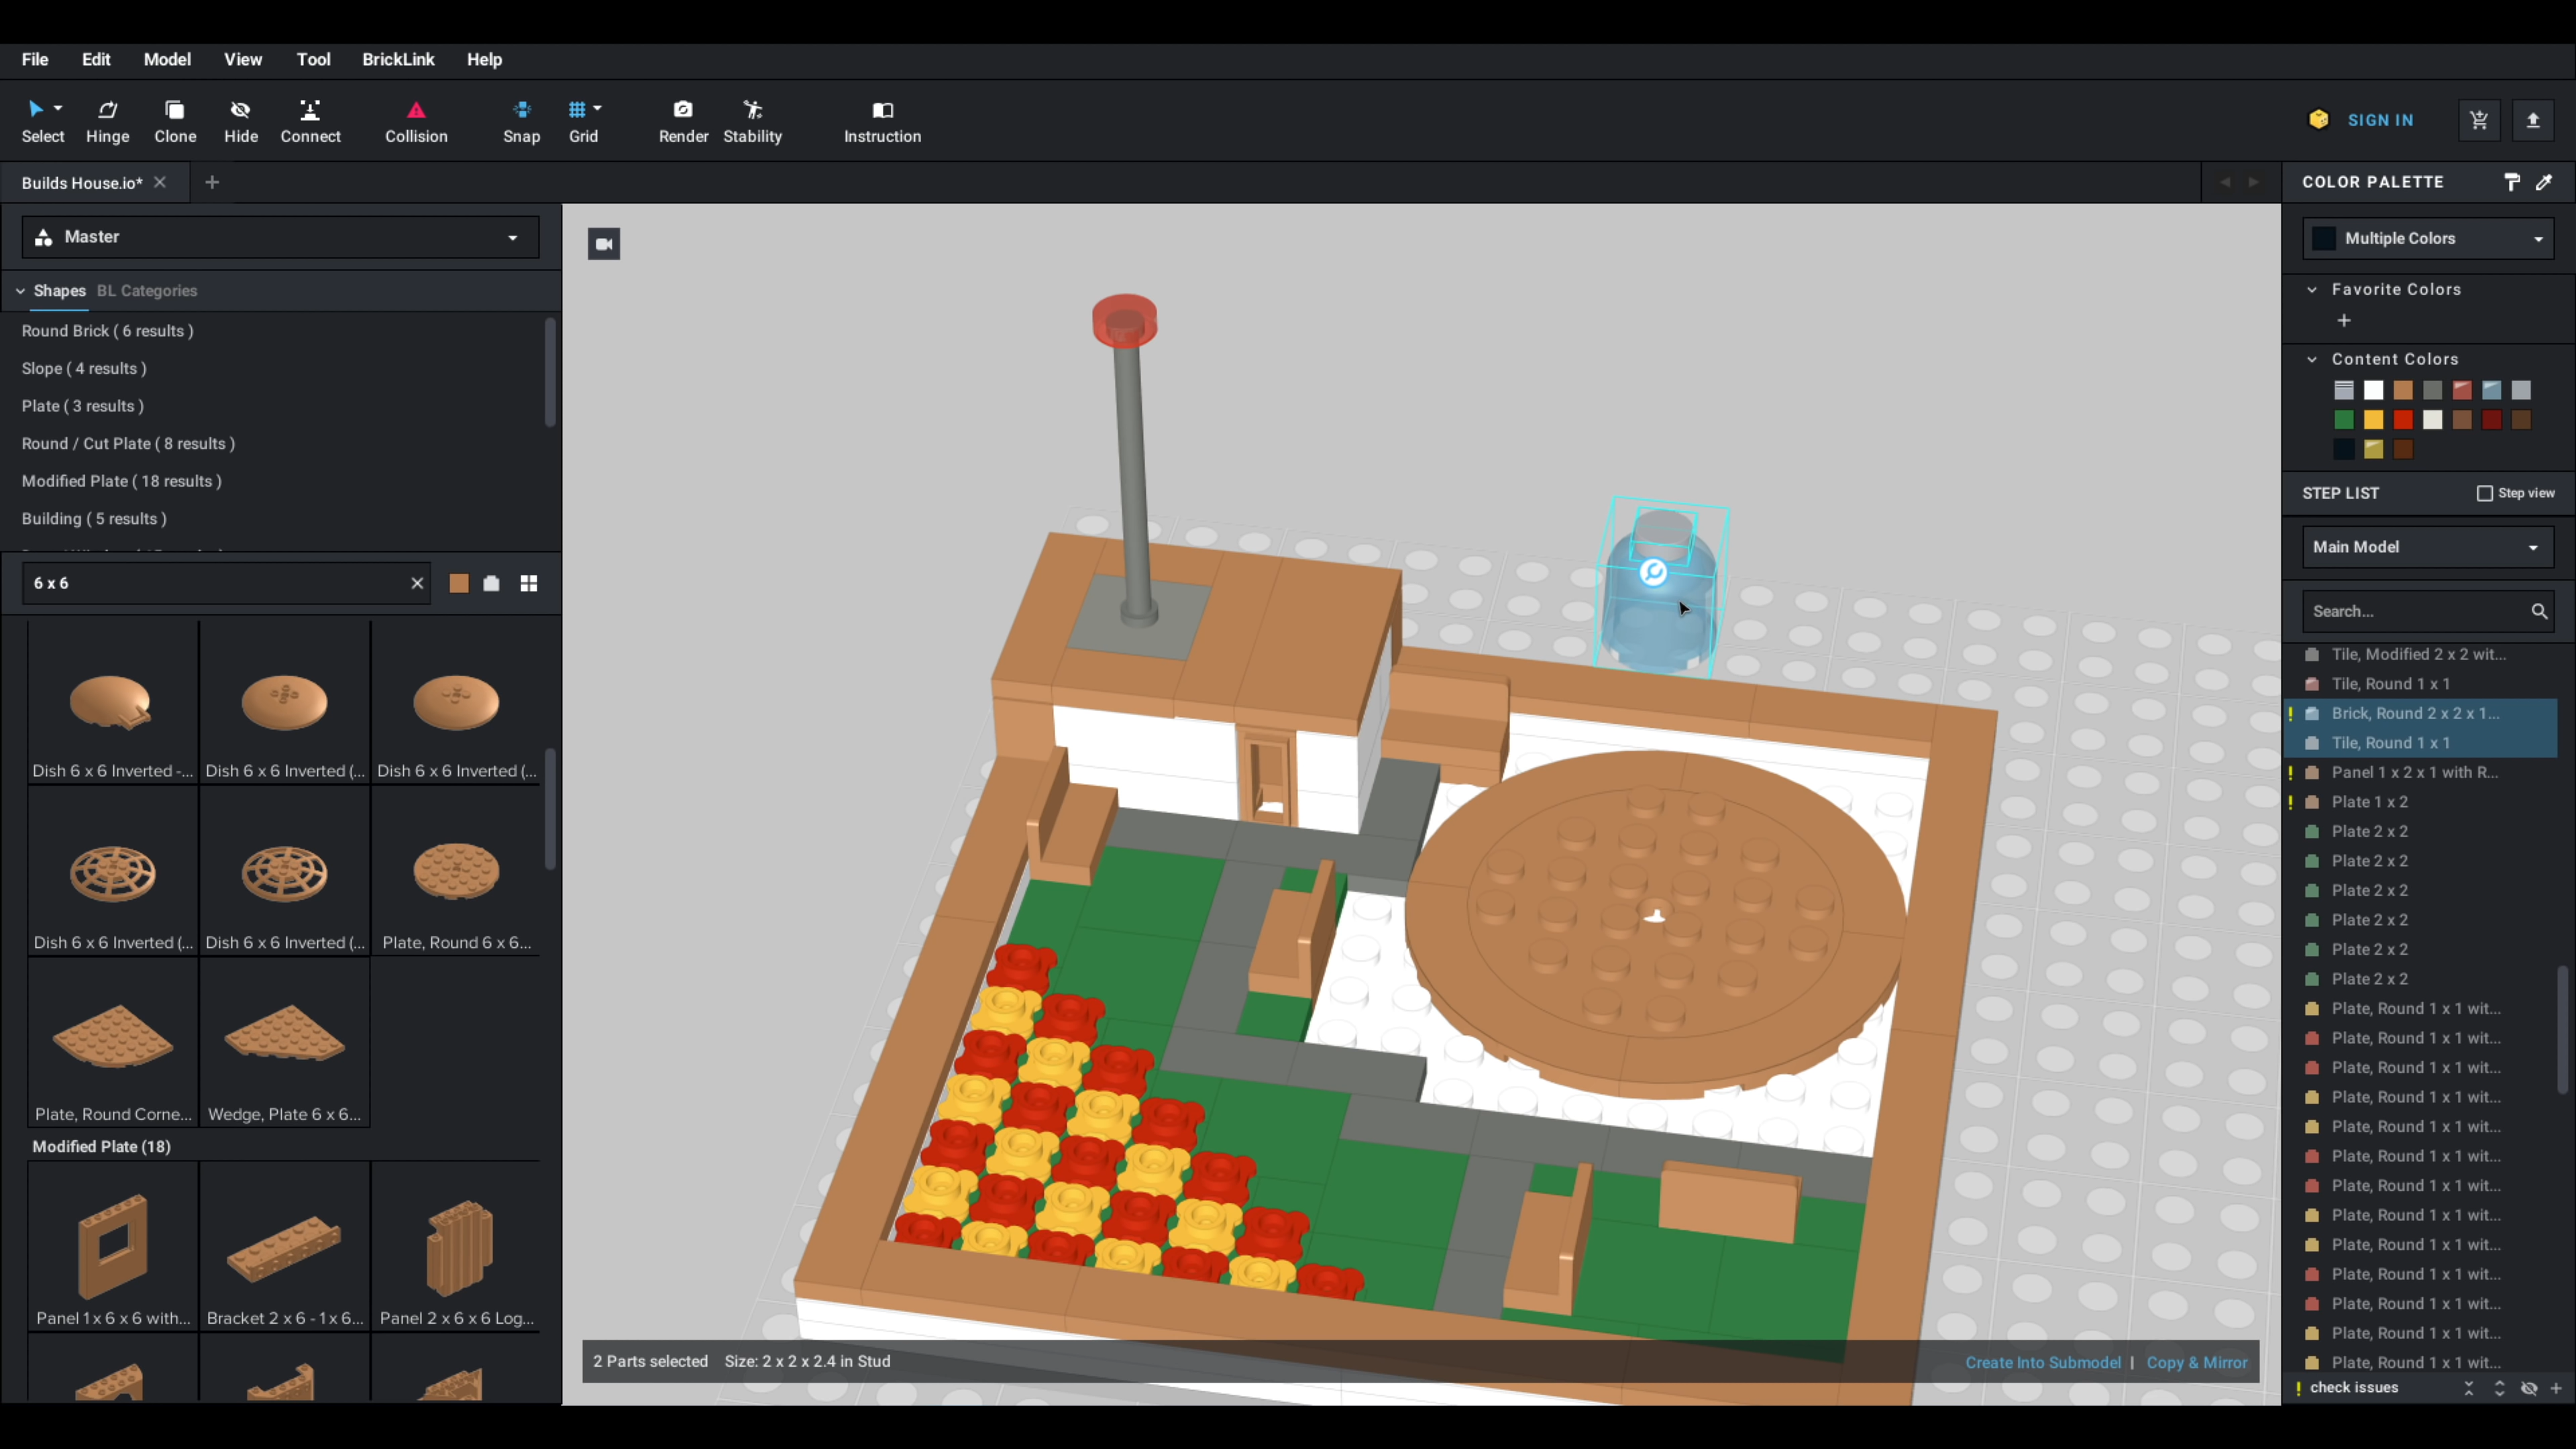 File Edit Model View Tool BrickLink Help
Select Hinge Clone Hide Connect Collision Snap Grid Render Stability Instruction SIGN IN
Builds House.io*
COLOR PALETTE
Master
Multiple Colors
Shapes BL Categories
Favorite Colors
Round Brick ( 6 results )
Slope ( 4 results )
Content Colors
Plate ( 3 results )
Round / Cut Plate ( 8 results )
Modified Plate ( 18 results )
STEP LIST Step view
Building ( 5 results )
Main Model
6 x 6
Search...
Dish 6 x 6 Inverted -... Dish 6 x 6 Inverted (... Dish 6 x 6 Inverted (...
Dish 6 x 6 Inverted (... Dish 6 x 6 Inverted (... Plate, Round 6 x 6...
Plate, Round Corne... Wedge, Plate 6 x 6...
Modified Plate (18)
Panel 1 x 6 x 6 with... Bracket 2 x 6 - 1 x 6... Panel 2 x 6 x 6 Log...
2 Parts selected Size: 2 x 2 x 2.4 in Stud
Create Into Submodel | Copy & Mirror
Tile, Modified 2 x 2 wit...
Tile, Round 1 x 1
Brick, Round 2 x 2 x 1...
Tile, Round 1 x 1
Panel 1 x 2 x 1 with R...
Plate 1 x 2
Plate 2 x 2
Plate 2 x 2
Plate 2 x 2
Plate 2 x 2
Plate 2 x 2
Plate 2 x 2
Plate, Round 1 x 1 wit...
Plate, Round 1 x 1 wit...
Plate, Round 1 x 1 wit...
Plate, Round 1 x 1 wit...
Plate, Round 1 x 1 wit...
Plate, Round 1 x 1 wit...
Plate, Round 1 x 1 wit...
Plate, Round 1 x 1 wit...
Plate, Round 1 x 1 wit...
Plate, Round 1 x 1 wit...
Plate, Round 1 x 1 wit...
Plate, Round 1 x 1 wit...
Plate, Round 1 x 1 wit...
check issues